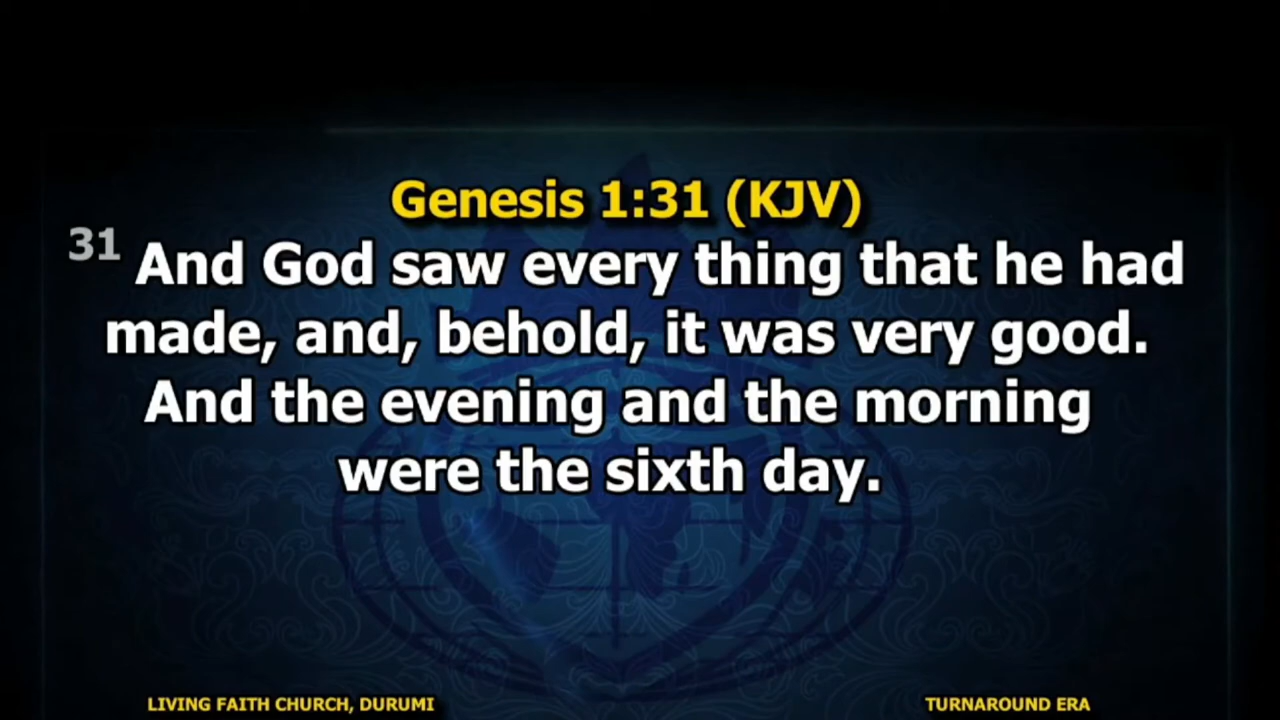 Genesis 1:31 (KJV)
31 And God saw every thing that he had
made, and, behold, it was very good.
And the evening and the morning
were the sixth day.
LIVING FAITH CHURCH, DURUMI
TURNAROUND ERA